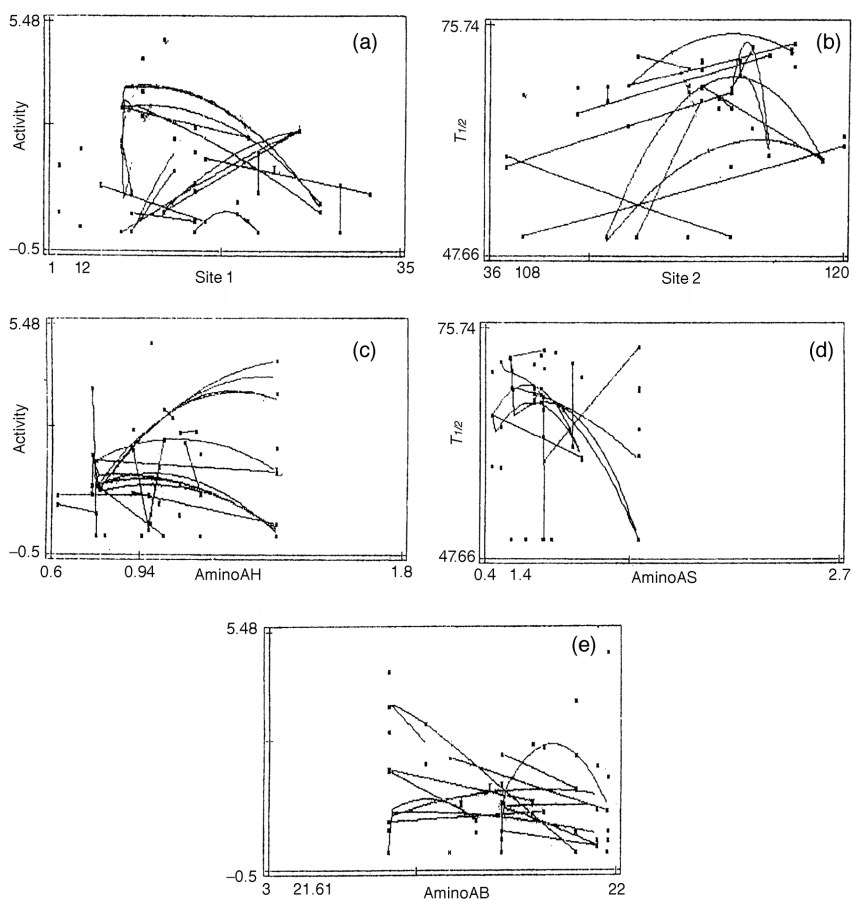 5.48
(a)
Activity
–0.5
1 12 35
Site 1
75.74
(b)
T1/2
47.66
36 108 120
Site 2
5.48
(c)
Activity
–0.5
0.6 0.94 1.8
AminoAH
75.74
(d)
T1/2
47.66
0.4 1.4 2.7
AminoAS
5.48
(e)
–0.5
3 21.61 22
AminoAB